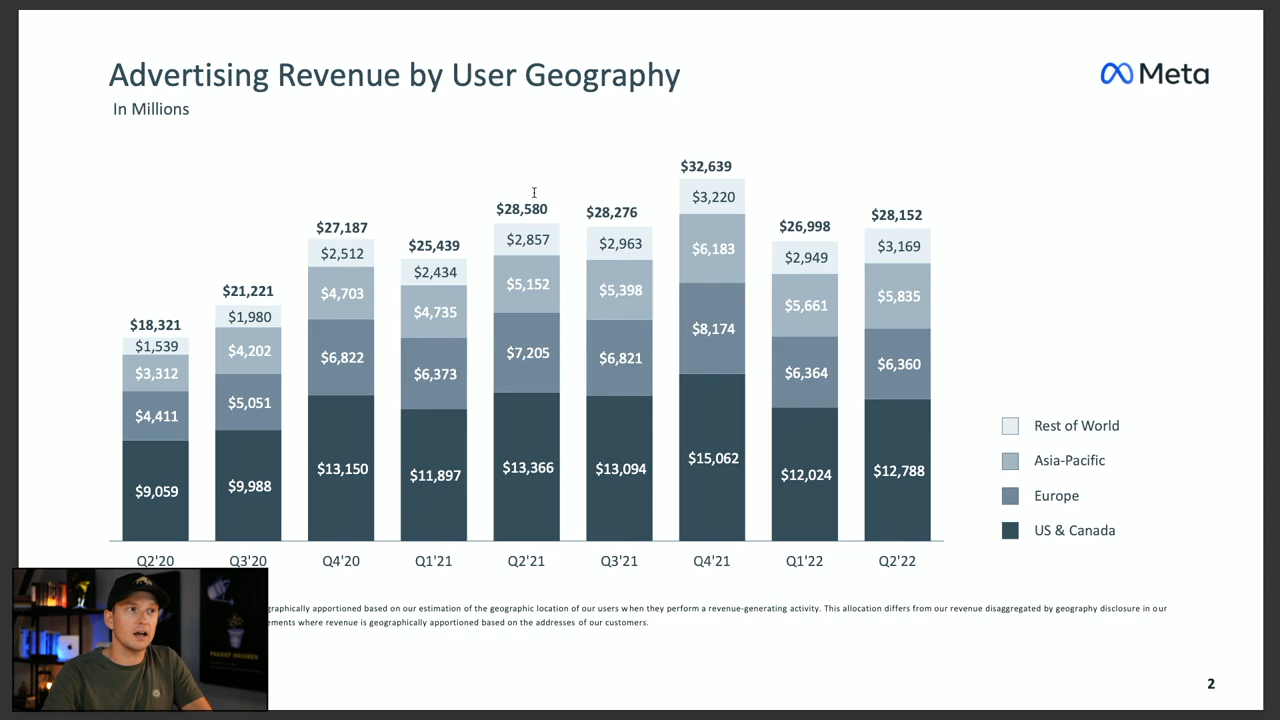 Advertising Revenue by User Geography
In Millions
Meta
$32,639
$28,580
$28,276
$28,152
$27,187
$26,998
$25,439
$21,221
$18,321
$1,539
$1,980
$2,512
$2,434
$2,857
$2,963
$3,220
$2,949
$3,169
$3,312
$4,202
$4,703
$4,735
$5,152
$5,398
$6,183
$5,661
$5,835
$4,411
$5,051
$6,822
$6,373
$7,205
$6,821
$8,174
$6,364
$6,360
$9,059
$9,988
$13,150
$11,897
$13,366
$13,094
$15,062
$12,024
$12,788
Rest of World
Asia-Pacific
Europe
US & Canada
Q2'20
Q3'20
Q4'20
Q1'21
Q2'21
Q3'21
Q4'21
Q1'22
Q2'22
graphically apportioned based on our estimation of the geographic location of our users when they perform a revenue-generating activity. This allocation differs from our revenue disaggregated by geography disclosure in our
ements where revenue is geographically apportioned based on the addresses of our customers.
2